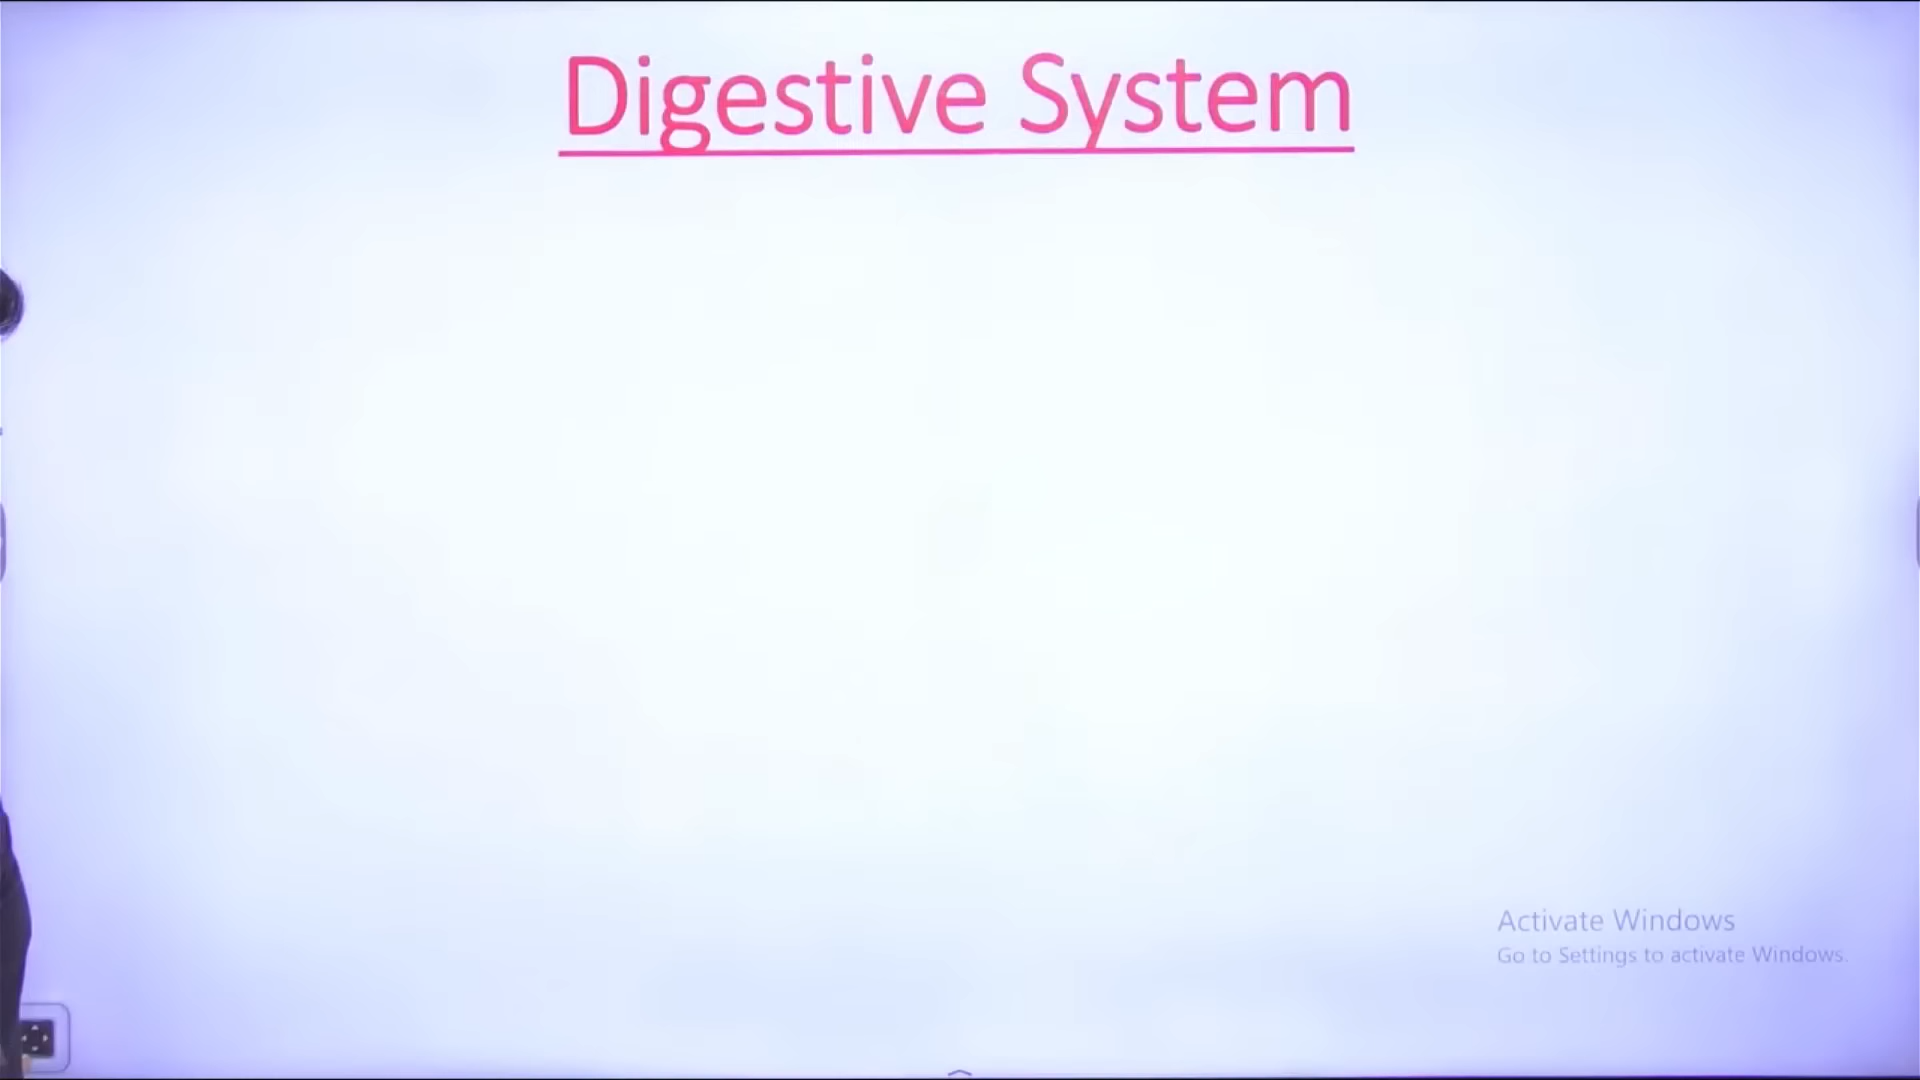 Digestive System
Activate Windows
Go to Settings to activate Windows.